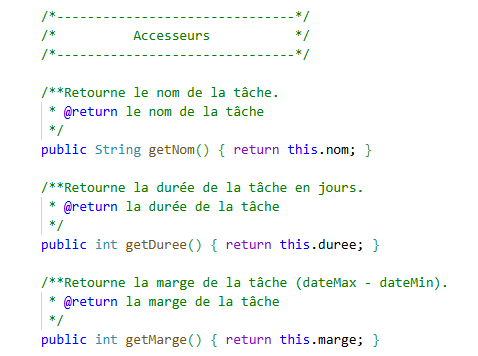 /*------------------------------*/
/*          Accesseurs           */
/*------------------------------*/
/**Retourne le nom de la tâche.
 * @return le nom de la tâche
 */
public String getNom() { return this.nom; }
/**Retourne la durée de la tâche en jours.
 * @return la durée de la tâche
 */
public int getDuree() { return this.duree; }
/**Retourne la marge de la tâche (dateMax - dateMin).
 * @return la marge de la tâche
 */
public int getMarge() { return this.marge; }